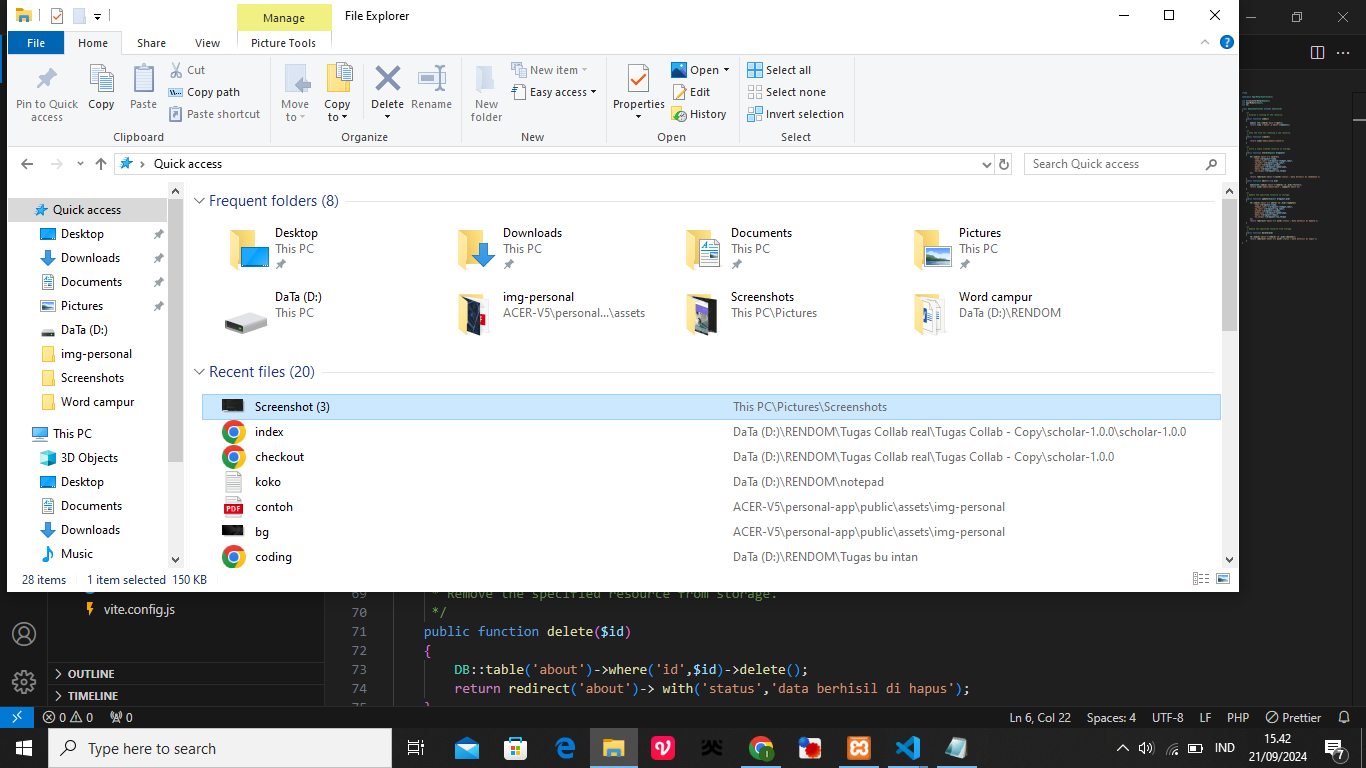 Manage
File Explorer
File
Home
Share
View
Picture Tools
Pin to Quick access
Copy
Paste
Cut
Copy path
Paste shortcut
Clipboard
Move to
Copy to
Delete
Rename
Organize
New folder
New item
Easy access
New
Properties
Open
Edit
History
Open
Select all
Select none
Invert selection
Select
Quick access
Search Quick access
Quick access
Desktop
Downloads
Documents
Pictures
DaTa (D:)
img-personal
Screenshots
Word campur
This PC
3D Objects
Desktop
Documents
Downloads
Music
Frequent folders (8)
Desktop
This PC
Downloads
This PC
Documents
This PC
Pictures
This PC
DaTa (D:)
This PC
img-personal
ACER-V5\personal...\assets
Screenshots
This PC\Pictures
Word campur
DaTa (D:)\RENDOM
Recent files (20)
Screenshot (3) This PC\Pictures\Screenshots
index DaTa (D:)\RENDOM\Tugas Collab real\Tugas Collab - Copy\scholar-1.0.0\scholar-1.0.0
checkout DaTa (D:)\RENDOM\Tugas Collab real\Tugas Collab - Copy\scholar-1.0.0
koko DaTa (D:)\RENDOM\notepad
contoh ACER-V5\personal-app\public\assets\img-personal
bg ACER-V5\personal-app\public\assets\img-personal
coding DaTa (D:)\RENDOM\Tugas bu intan
28 items 1 item selected 150 KB
vite.config.js
OUTLINE
TIMELINE
69 * Remove the specified resource from storage.
70 */
71 public function delete($id)
72 {
73 DB::table('about')->where('id',$id)->delete();
74 return redirect('about')-> with('status','data berhisil di hapus');
75 }
0 0 0
Ln 6, Col 22 Spaces: 4 UTF-8 LF PHP Prettier
Type here to search
IND
15.42
21/09/2024
7